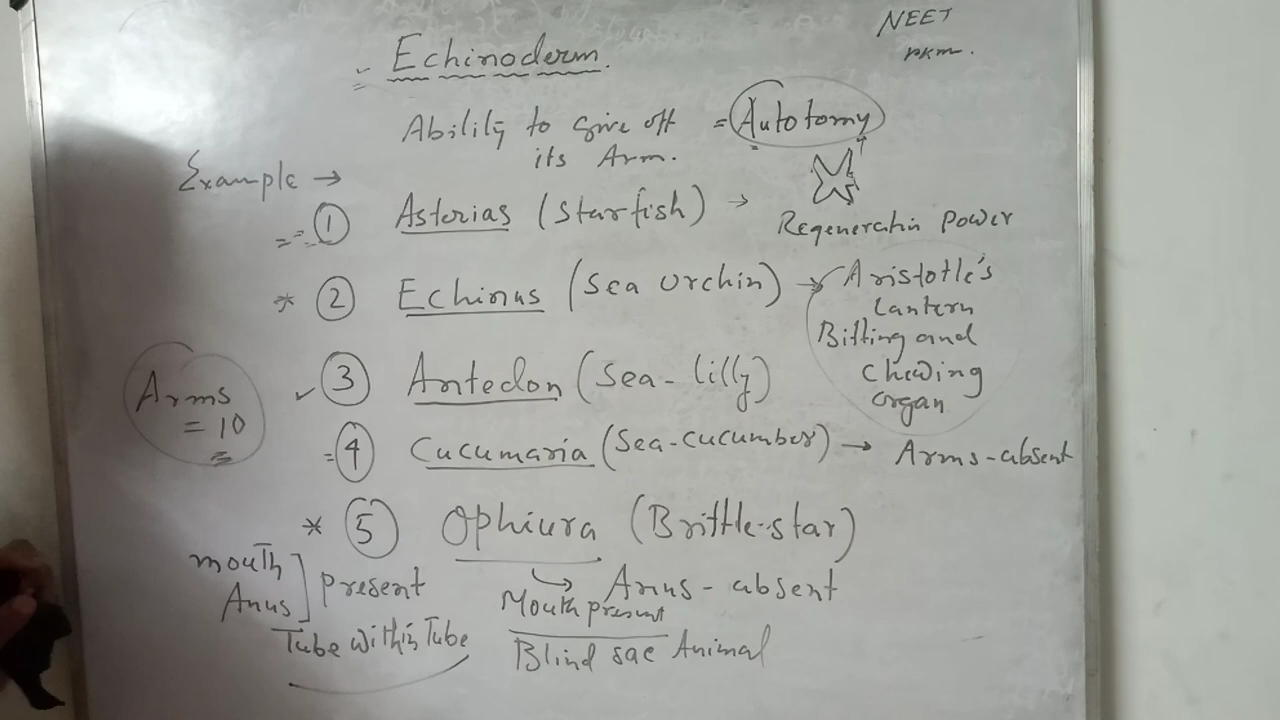 NEET
pkm.
Echinoderm.
Ability to give off = Autotomy
its Arm.
Example →
① Asterias (Starfish) →
Regeneratin Power
* ② Echinus (Sea orchin) → Aristotle's
Lantern
Bitting and
chewing
organ
Arms
= 10
③ Antedon (Sea-lilly)
④ Cucumaria (Sea-cucumber) → Arms-absent
* ⑤ Ophiura (Brittle-star)
mouth
Anus ] present
Tube within Tube
Anus - absent
Mouth present
Blind sac Animal